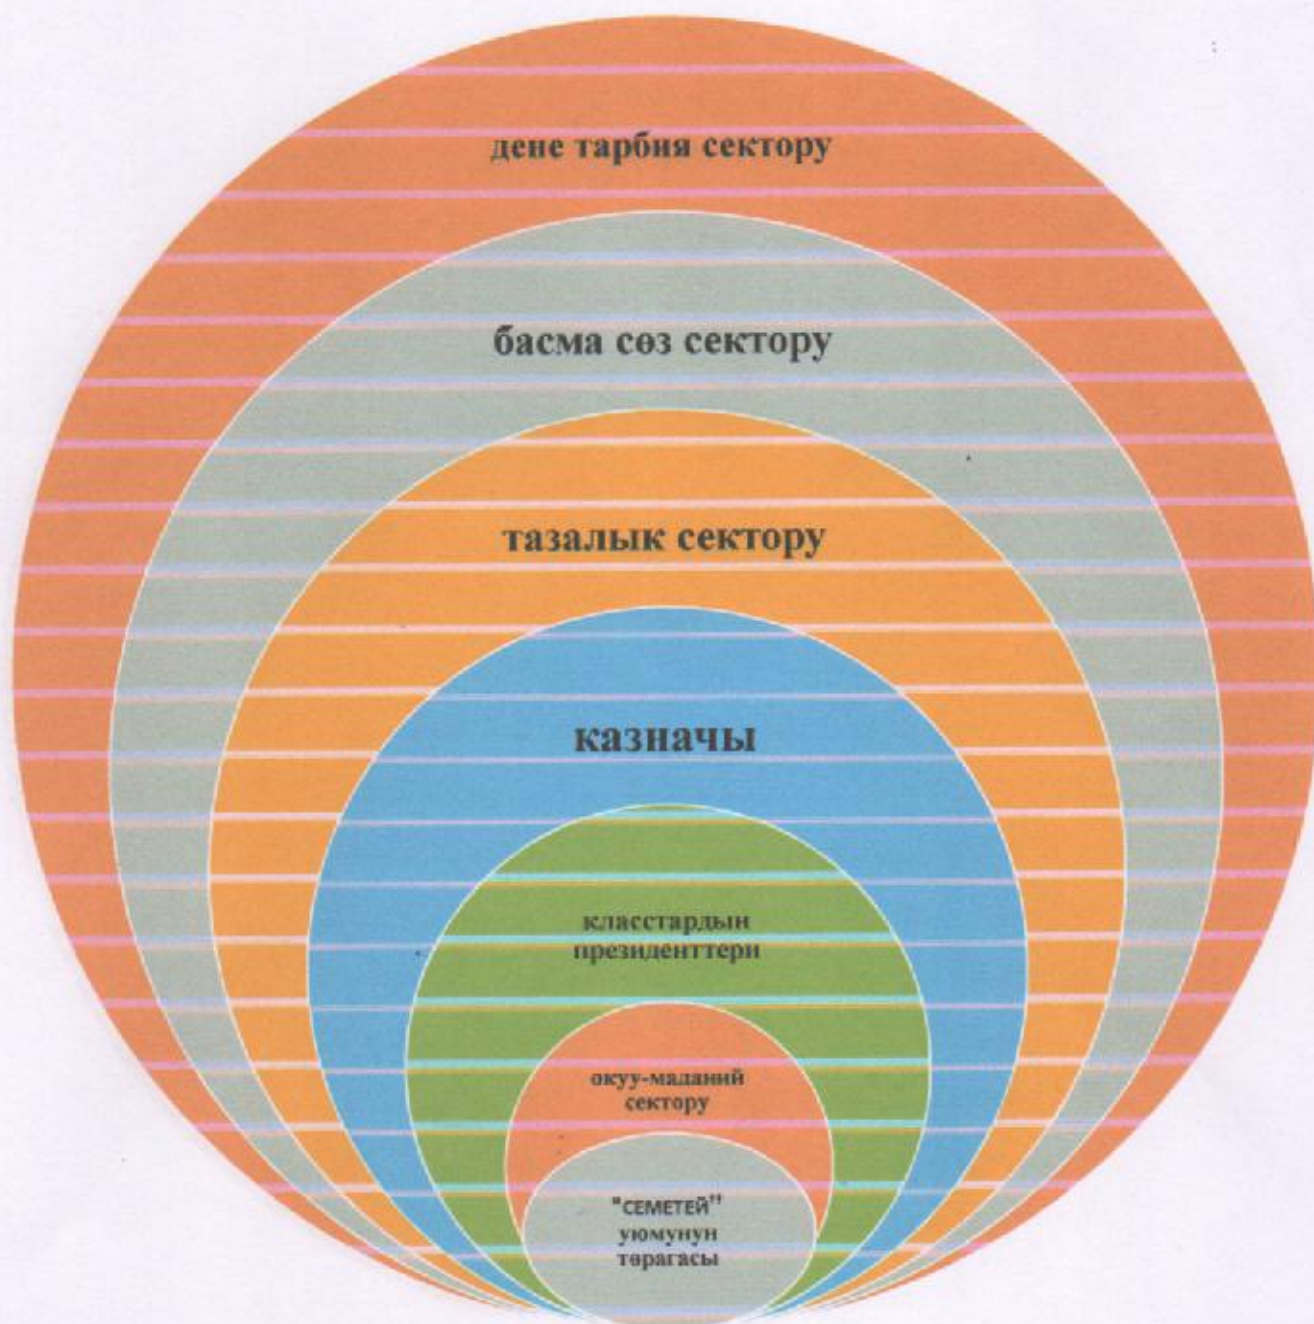 дене тарбия сектору
басма сөз сектору
тазалык сектору
казначы
класстардын
президенттери
окуу-маданий
сектору
"СЕМЕТЕЙ"
уюмунун
төрагасы